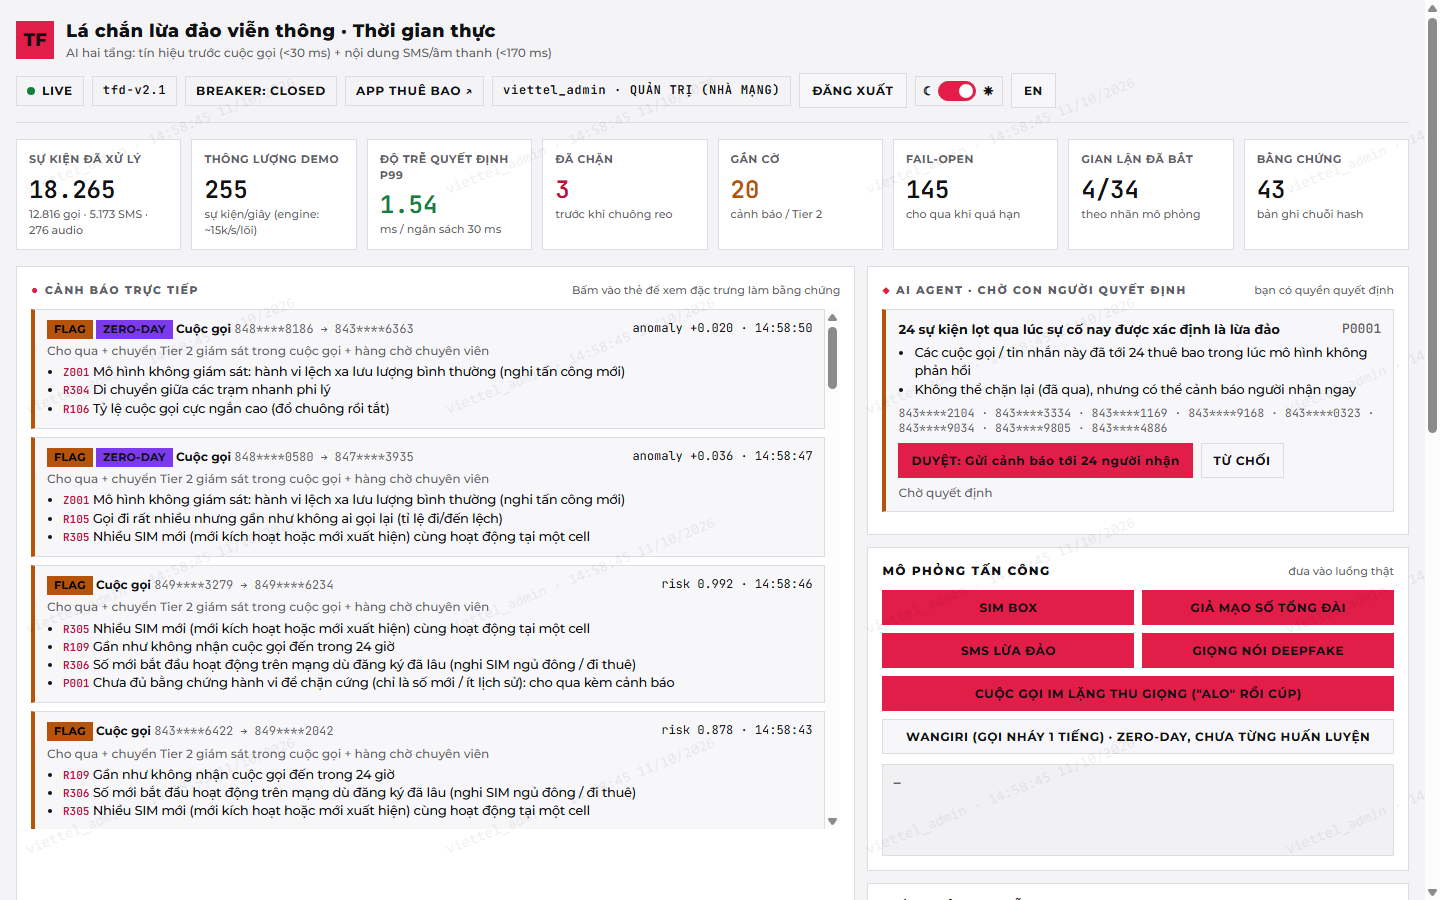 TF
Lá chắn lừa đảo viễn thông · Thời gian thực
AI hai tầng: tín hiệu trước cuộc gọi (<30 ms) + nội dung SMS/âm thanh (<170 ms)
LIVE
tfd-v2.1
BREAKER: CLOSED
APP THUÊ BAO ↗
viettel_admin · QUẢN TRỊ (NHÀ MẠNG)
ĐĂNG XUẤT
EN
SỰ KIỆN ĐÃ XỬ LÝ
18.265
12.816 gọi · 5.173 SMS ·
276 audio
THÔNG LƯỢNG DEMO
255
sự kiện/giây (engine:
~15k/s/lõi)
ĐỘ TRỄ QUYẾT ĐỊNH
P99
1.54
ms / ngân sách 30 ms
ĐÃ CHẶN
3
trước khi chuông reo
GẮN CỜ
20
cảnh báo / Tier 2
FAIL-OPEN
145
cho qua khi quá hạn
GIAN LẬN ĐÃ BẮT
4/34
theo nhãn mô phỏng
BẰNG CHỨNG
43
bản ghi chuỗi hash
CẢNH BÁO TRỰC TIẾP
Bấm vào thẻ để xem đặc trưng làm bằng chứng
FLAG ZERO-DAY Cuộc gọi 848****8186 → 843****6363 anomaly +0.020 · 14:58:50
Cho qua + chuyển Tier 2 giám sát trong cuộc gọi + hàng chờ chuyên viên
• Z001 Mô hình không giám sát: hành vi lệch xa lưu lượng bình thường (nghi tấn công mới)
• R304 Di chuyển giữa các trạm nhanh phi lý
• R106 Tỷ lệ cuộc gọi cực ngắn cao (đổ chuông rồi tắt)
FLAG ZERO-DAY Cuộc gọi 848****0580 → 847****3935 anomaly +0.036 · 14:58:47
Cho qua + chuyển Tier 2 giám sát trong cuộc gọi + hàng chờ chuyên viên
• Z001 Mô hình không giám sát: hành vi lệch xa lưu lượng bình thường (nghi tấn công mới)
• R105 Gọi đi rất nhiều nhưng gần như không ai gọi lại (tỉ lệ đi/đến lệch)
• R305 Nhiều SIM mới (mới kích hoạt hoặc mới xuất hiện) cùng hoạt động tại một cell
FLAG Cuộc gọi 849****3279 → 849****6234 risk 0.992 · 14:58:46
Cho qua + chuyển Tier 2 giám sát trong cuộc gọi + hàng chờ chuyên viên
• R305 Nhiều SIM mới (mới kích hoạt hoặc mới xuất hiện) cùng hoạt động tại một cell
• R109 Gần như không nhận cuộc gọi đến trong 24 giờ
• R306 Số mới bắt đầu hoạt động trên mạng dù đăng ký đã lâu (nghi SIM ngủ đông / đi thuê)
• P001 Chưa đủ bằng chứng hành vi để chặn cứng (chỉ là số mới / ít lịch sử): cho qua kèm cảnh báo
FLAG Cuộc gọi 843****6422 → 849****2042 risk 0.878 · 14:58:43
Cho qua + chuyển Tier 2 giám sát trong cuộc gọi + hàng chờ chuyên viên
• R109 Gần như không nhận cuộc gọi đến trong 24 giờ
• R306 Số mới bắt đầu hoạt động trên mạng dù đăng ký đã lâu (nghi SIM ngủ đông / đi thuê)
• R305 Nhiều SIM mới (mới kích hoạt hoặc mới xuất hiện) cùng hoạt động tại một cell
AI AGENT · CHỜ CON NGƯỜI QUYẾT ĐỊNH
bạn có quyền quyết định
24 sự kiện lọt qua lúc sự cố nay được xác định là lừa đảo P0001
• Các cuộc gọi / tin nhắn này đã tới 24 thuê bao trong lúc mô hình không
phản hồi
• Không thể chặn lại (đã qua), nhưng có thể cảnh báo người nhận ngay
843****2104 · 843****3334 · 843****1169 · 843****9168 · 843****0323 ·
843****9034 · 843****9805 · 843****4886
DUYỆT: Gửi cảnh báo tới 24 người nhận
TỪ CHỐI
Chờ quyết định
MÔ PHỎNG TẤN CÔNG
đưa vào luồng thật
SIM BOX
GIẢ MẠO SỐ TỔNG ĐÀI
SMS LỪA ĐẢO
GIỌNG NÓI DEEPFAKE
CUỘC GỌI IM LẶNG THU GIỌNG ("ALO" RỒI CÚP)
WANGIRI (GỌI NHÁY 1 TIẾNG) · ZERO-DAY, CHƯA TỪNG HUẤN LUYỆN
—
viettel_admin · 14:58:45 11/10/2026